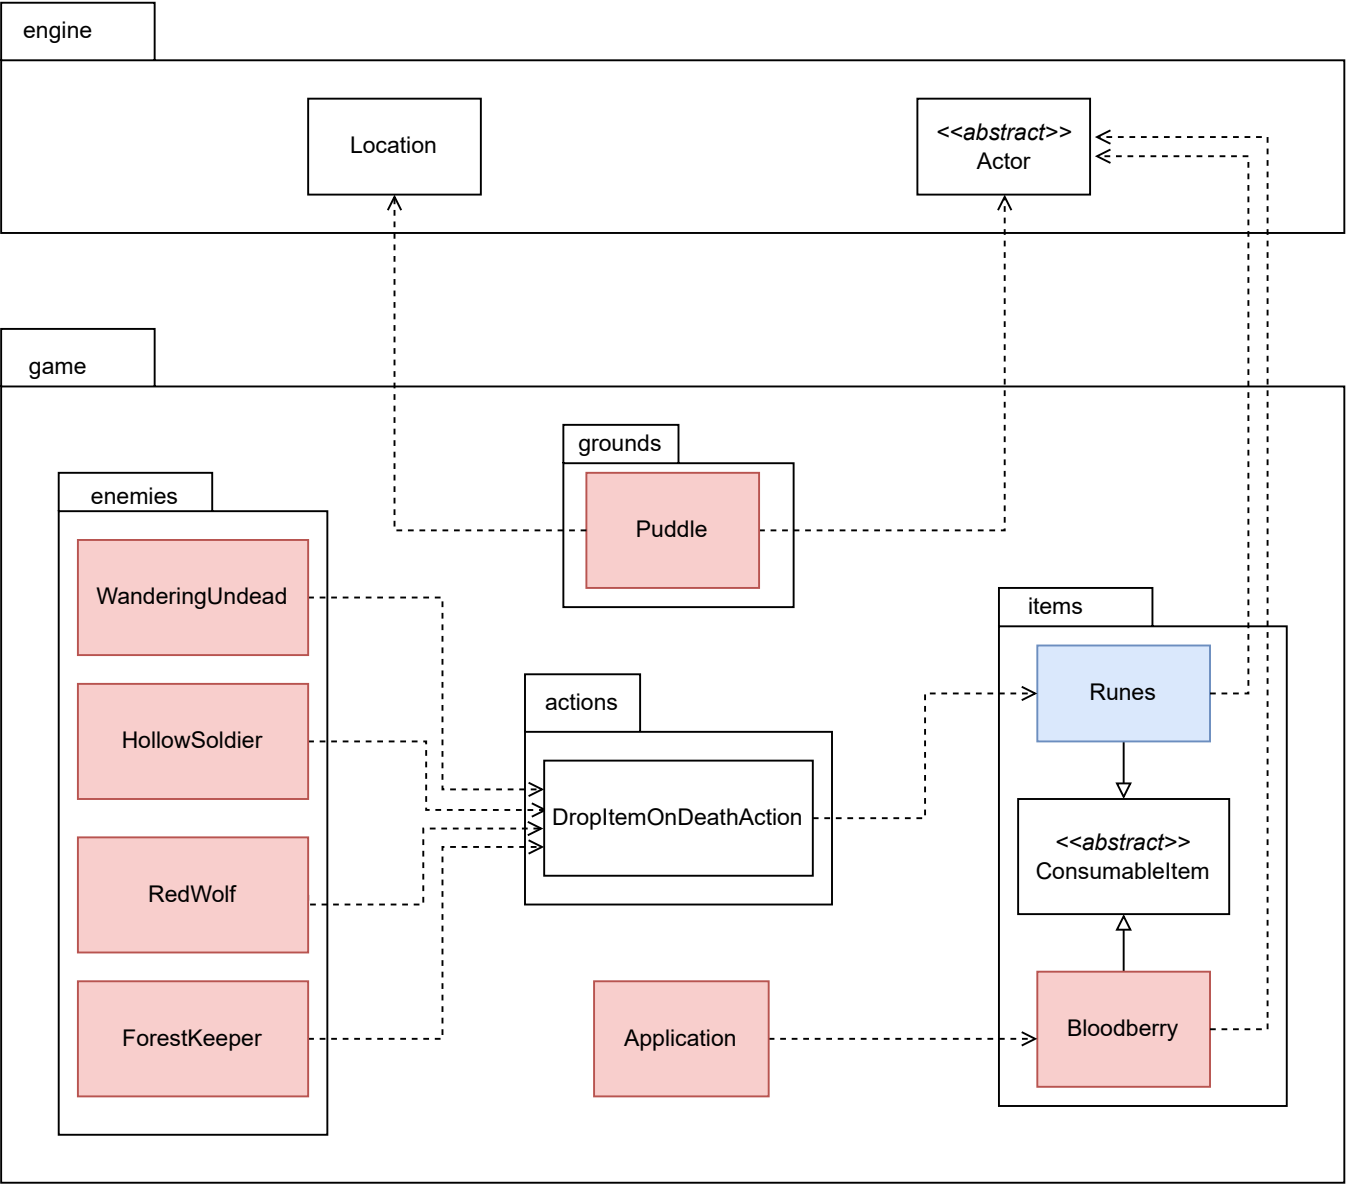 engine
Location
<<abstract>>
Actor
game
grounds
Puddle
enemies
WanderingUndead
HollowSoldier
RedWolf
ForestKeeper
actions
DropItemOnDeathAction
Application
items
Runes
<<abstract>>
ConsumableItem
Bloodberry